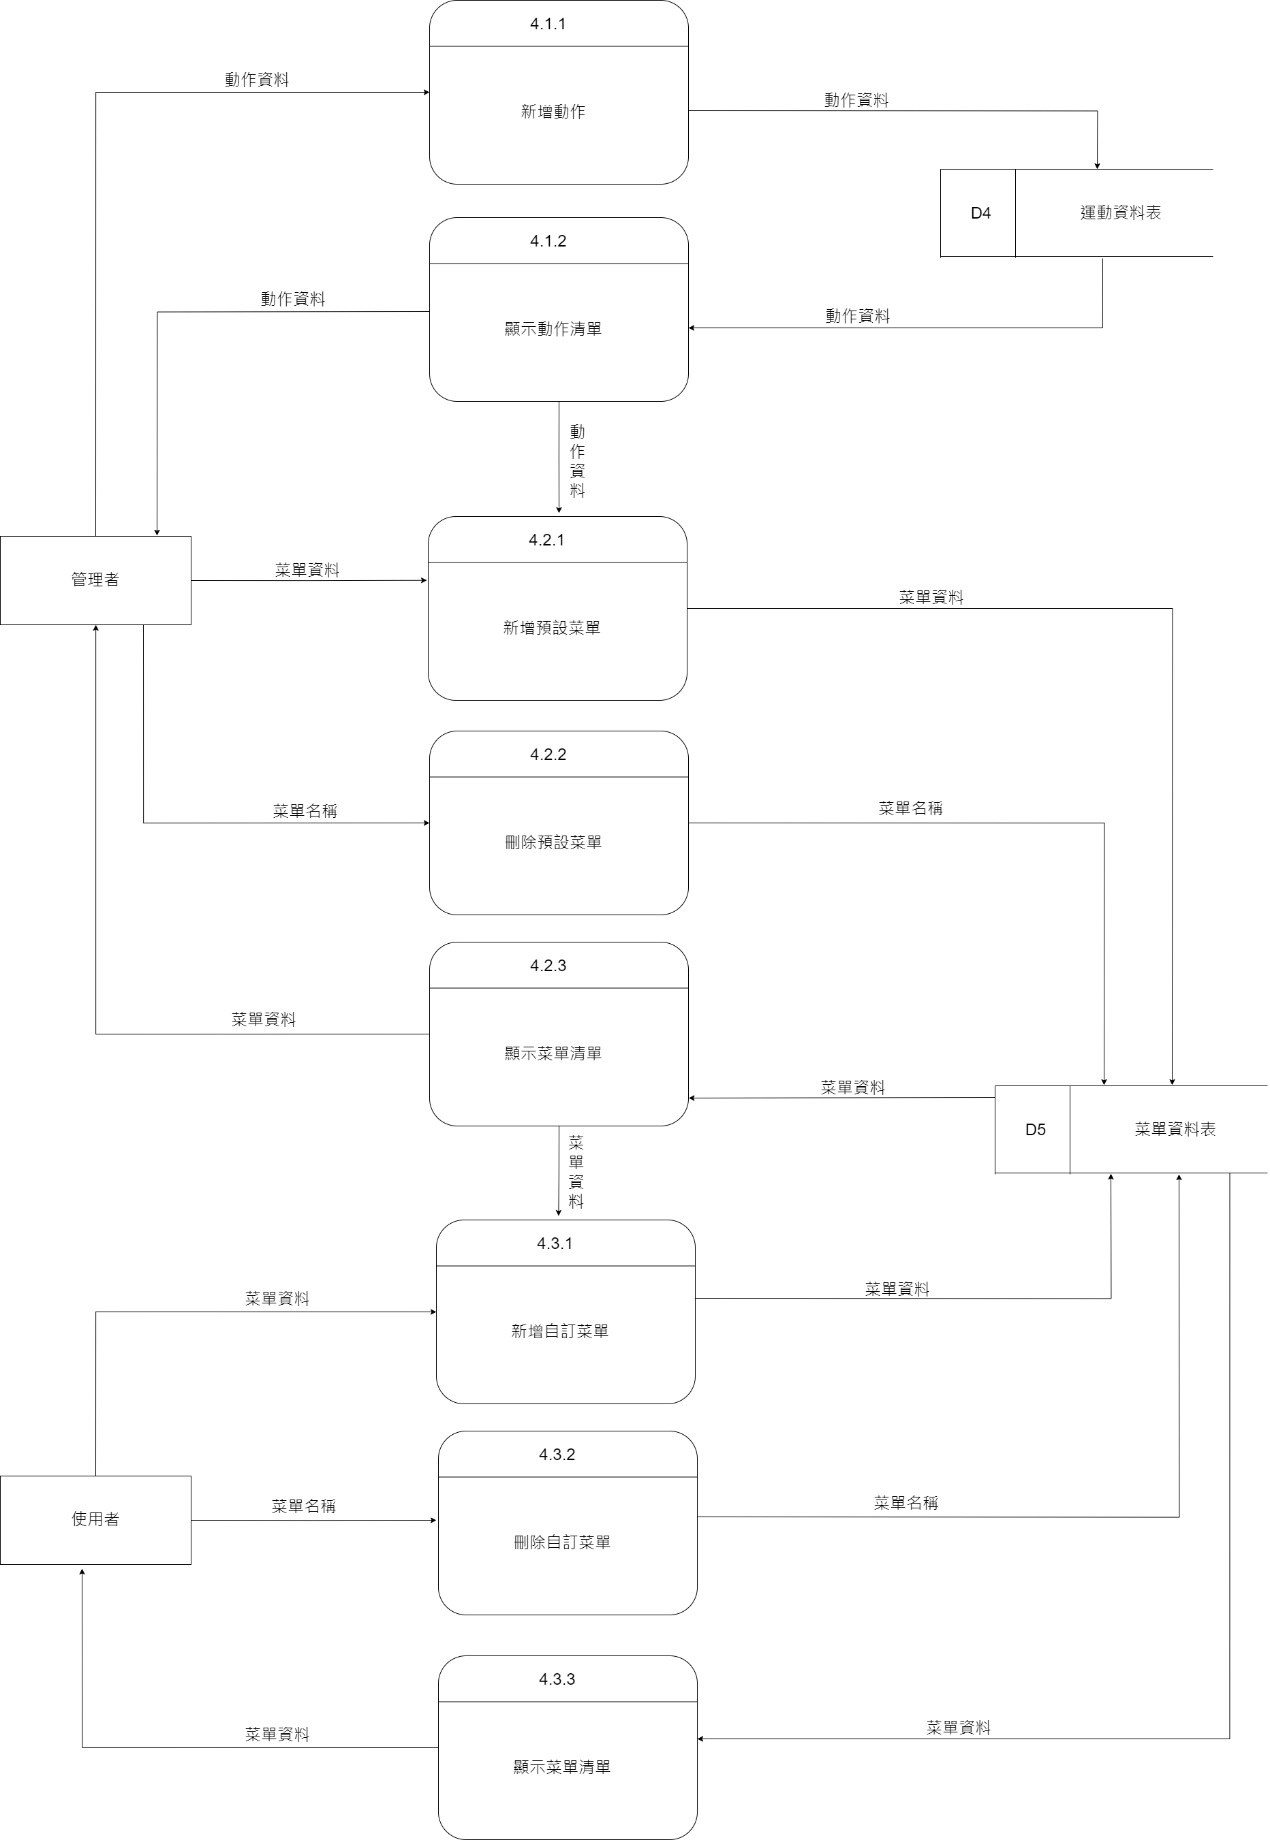 4.1.1
動作資料
動作資料
新增動作
D4
運動資料表
4.1.2
動作資料
動作資料
顯示動作清單
動作資料
4.2.1
管理者
菜單資料
菜單資料
新增預設菜單
4.2.2
菜單名稱
菜單名稱
刪除預設菜單
4.2.3
菜單資料
顯示菜單清單
菜單資料
D5
菜單資料表
菜單資料
4.3.1
菜單資料
菜單資料
新增自訂菜單
4.3.2
使用者
菜單名稱
菜單名稱
刪除自訂菜單
4.3.3
菜單資料
菜單資料
顯示菜單清單